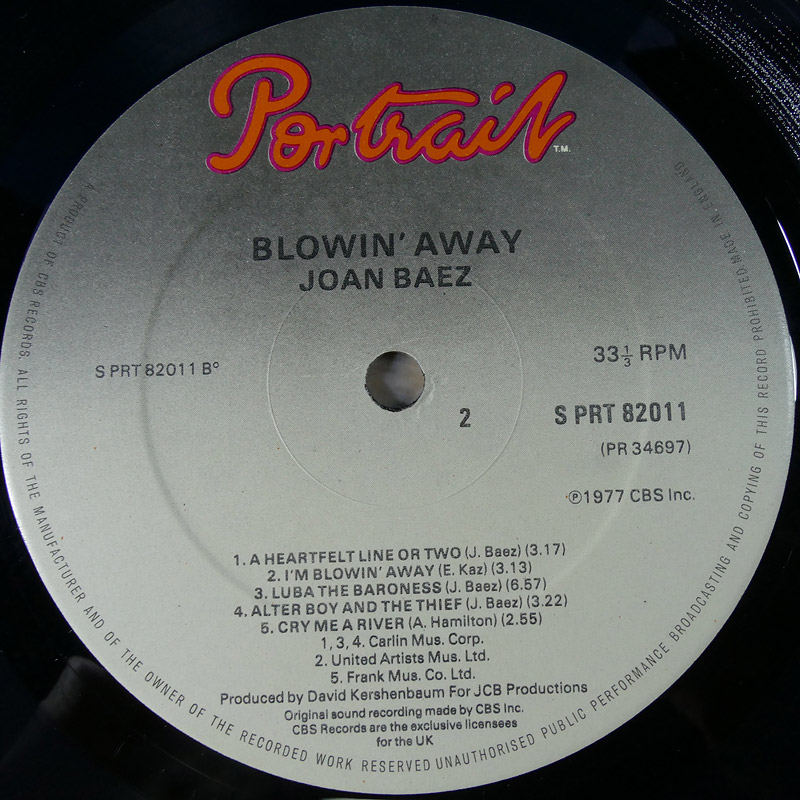 Portrait T.M.
BLOWIN' AWAY
JOAN BAEZ
S PRT 82011 B°
33⅓ RPM
2
S PRT 82011
(PR 34697)
℗1977 CBS Inc.
1. A HEARTFELT LINE OR TWO (J. Baez) (3.17)
2. I'M BLOWIN' AWAY (E. Kaz) (3.13)
3. LUBA THE BARONESS (J. Baez) (6.57)
4. ALTER BOY AND THE THIEF (J. Baez) (3.22)
5. CRY ME A RIVER (A. Hamilton) (2.55)
1, 3, 4. Carlin Mus. Corp.
2. United Artists Mus. Ltd.
5. Frank Mus. Co. Ltd.
Produced by David Kershenbaum For JCB Productions
Original sound recording made by CBS Inc.
CBS Records are the exclusive licensees
for the UK
A PRODUCT OF CBS RECORDS. ALL RIGHTS OF THE MANUFACTURER AND OF THE OWNER OF THE RECORDED WORK RESERVED UNAUTHORISED PUBLIC PERFORMANCE BROADCASTING AND COPYING OF THIS RECORD PROHIBITED MADE IN ENGLAND